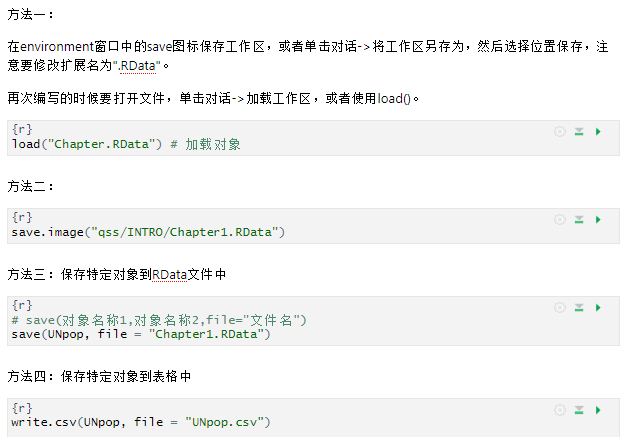 方法一：
在environment窗口中的save图标保存工作区，或者单击对话->将工作区另存为，然后选择位置保存，注
意要修改扩展名为".RData"。
再次编写的时候要打开文件，单击对话->加载工作区，或者使用load()。
{r}
load("Chapter.RData") # 加载对象
方法二：
{r}
save.image("qss/INTRO/Chapter1.RData")
方法三：保存特定对象到RData文件中
{r}
# save(对象名称1,对象名称2,file="文件名")
save(UNpop, file = "Chapter1.RData")
方法四：保存特定对象到表格中
{r}
write.csv(UNpop, file = "UNpop.csv")